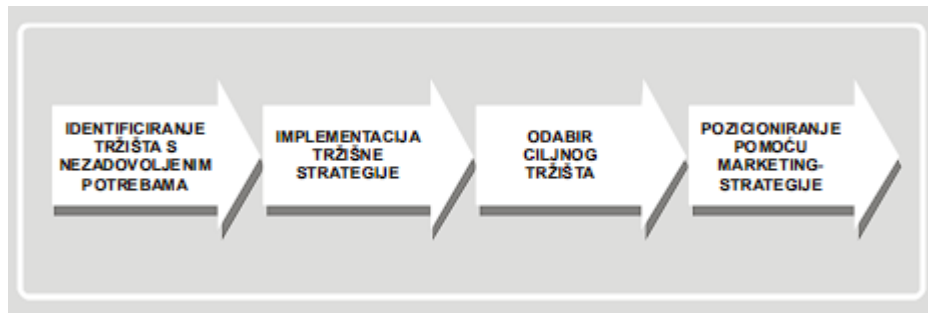 IDENTIFICIRANJE
TRŽIŠTA S
NEZADOVOLJENIM
POTREBAMA
IMPLEMENTACIJA
TRŽIŠNE
STRATEGIJE
ODABIR
CILJNOG
TRŽIŠTA
POZICIONIRANJE
POMOĆU
MARKETING-
STRATEGIJE